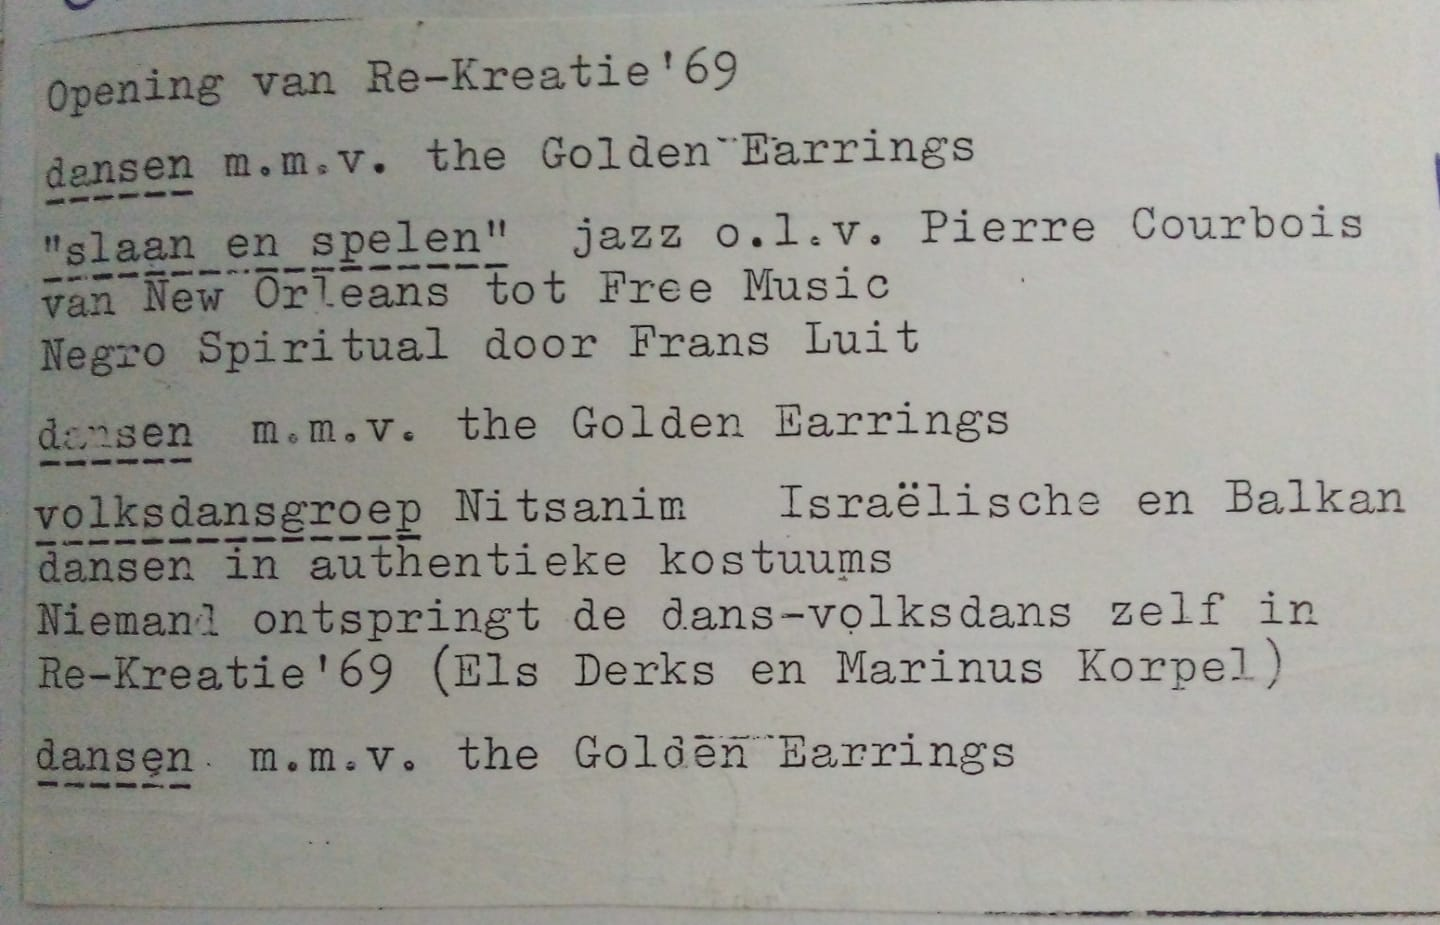 Opening van Re-Kreatie'69
dansen m.m.v. the Golden Earrings
"slaan en spelen" jazz o.l.v. Pierre Courbois
van New Orleans tot Free Music
Negro Spiritual door Frans Luit
dansen m.m.v. the Golden Earrings
volksdansgroep Nitsanim Israëlische en Balkan
dansen in authentieke kostuums
Niemand ontspringt de dans-volksdans zelf in
Re-Kreatie'69 (Els Derks en Marinus Korpel)
dansen m.m.v. the Golden Earrings